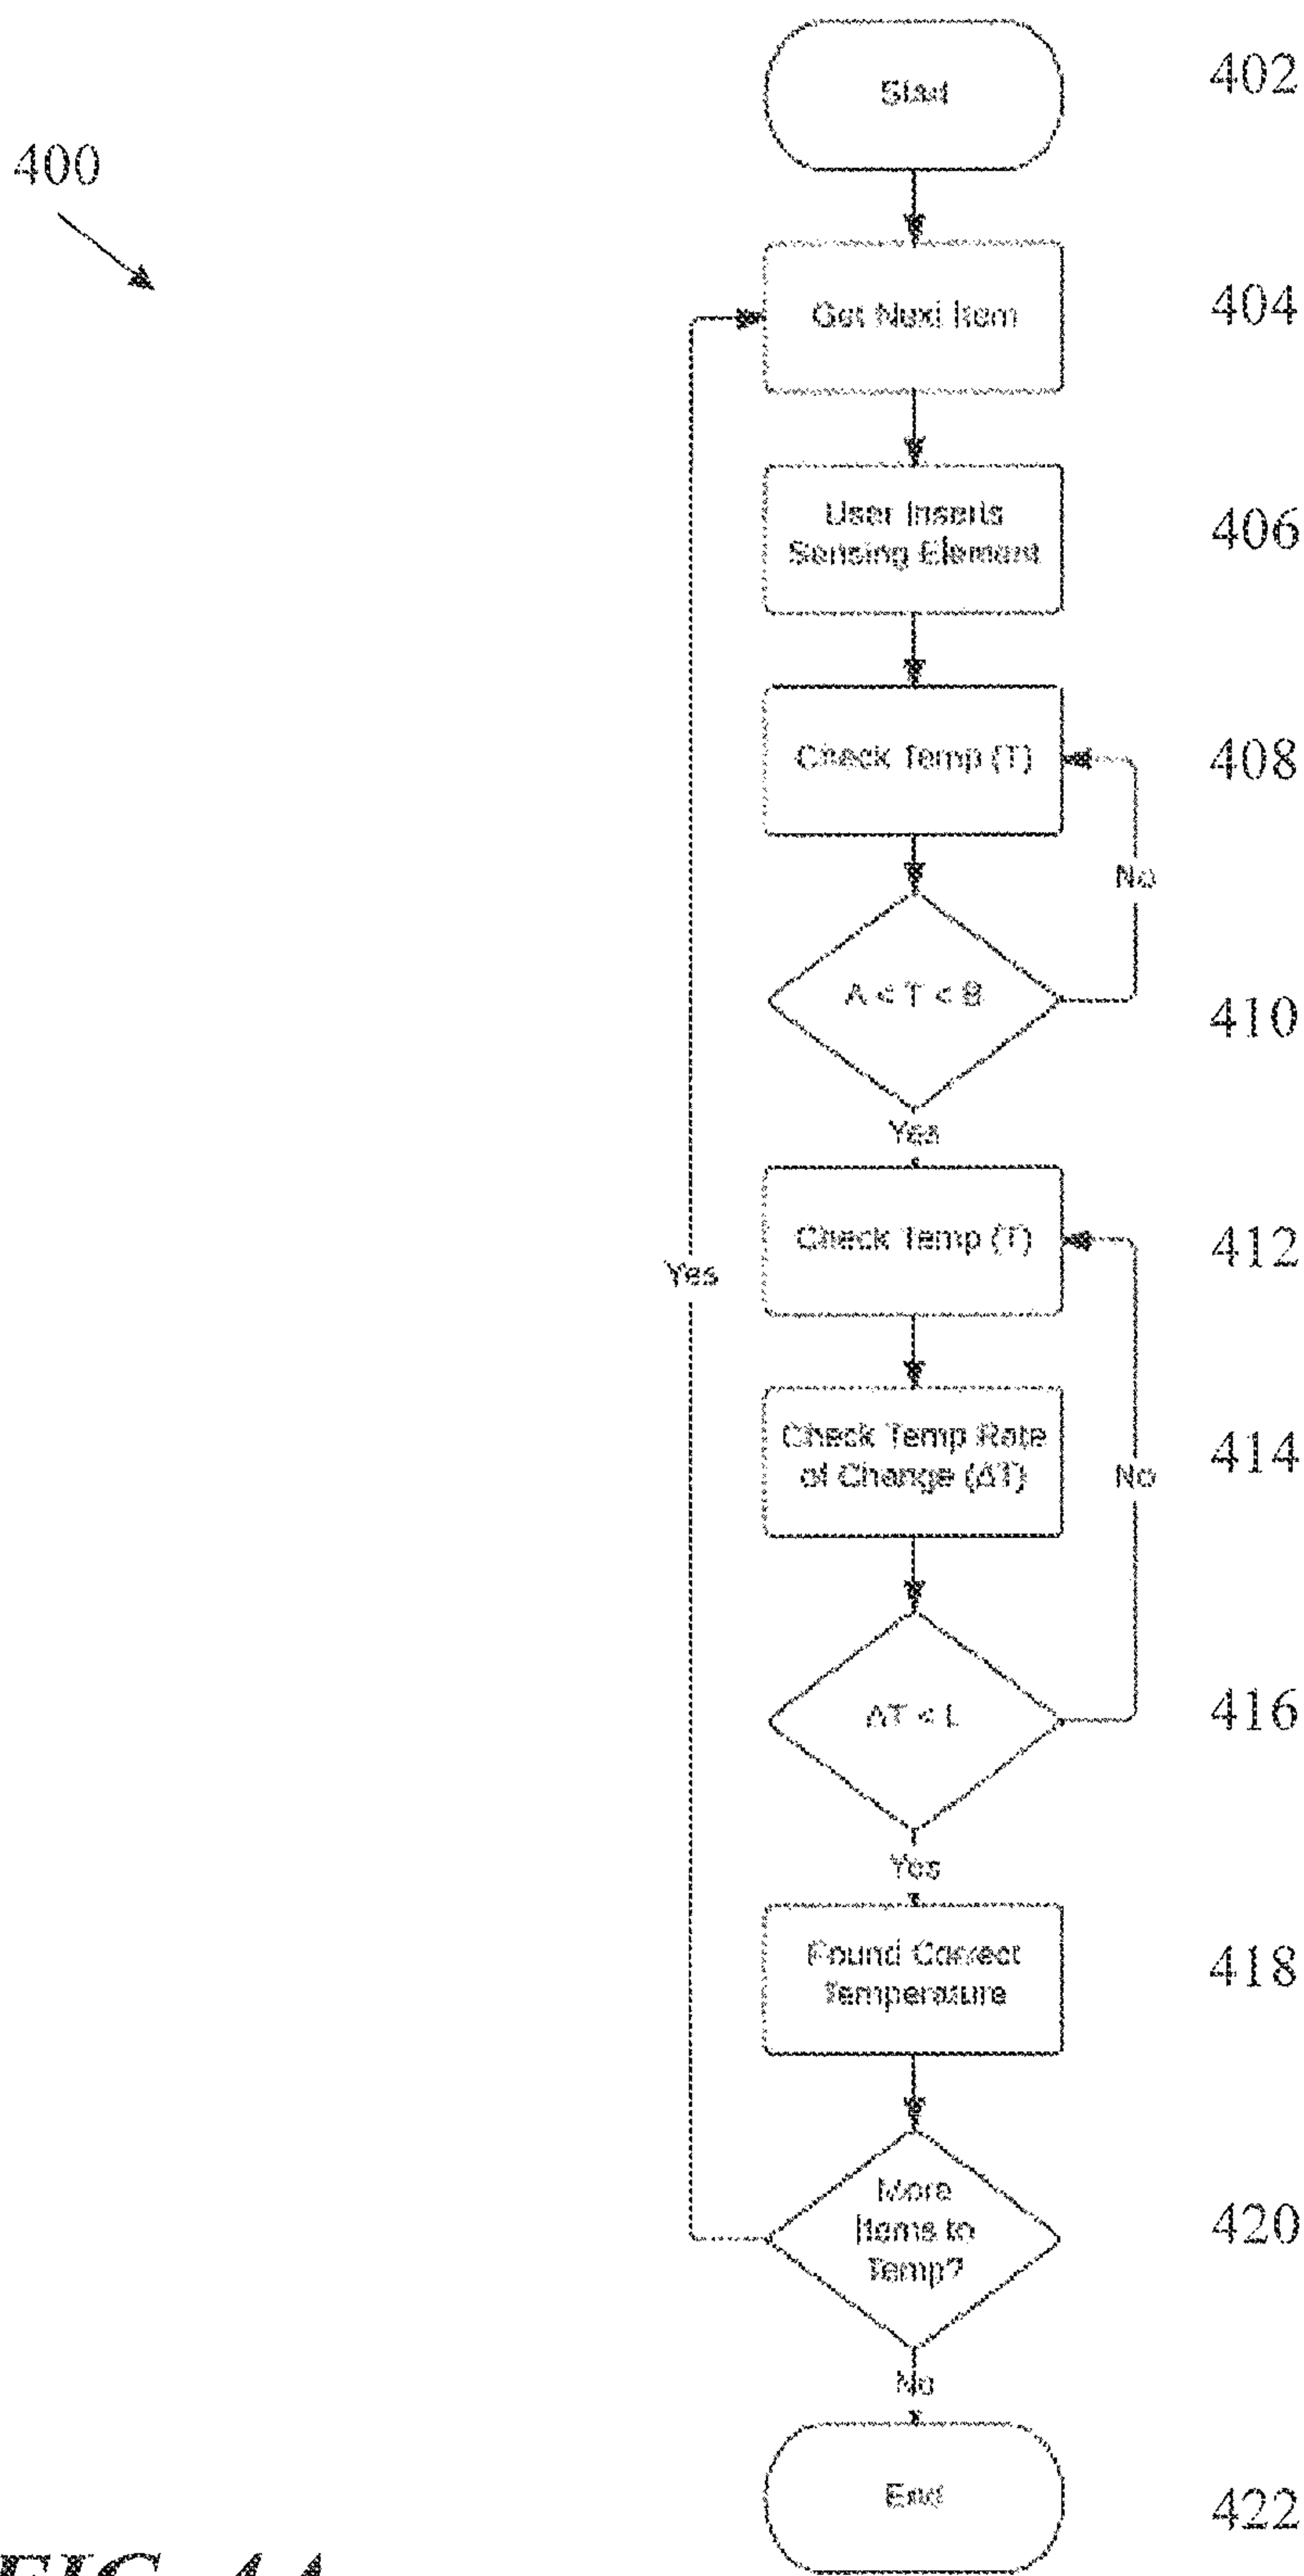 400
Start
402
Get Next Item
404
User Inserts
Sensing Element
406
Check Temp (T)
408
No
A < T < B
410
Yes
Check Temp (T)
412
Yes
Check Temp Rate
of Change (ΔT)
414
No
ΔT < L
416
Yes
Found Correct
Temperature
418
More
Items to
Temp?
420
No
End
422
FIG. 4A